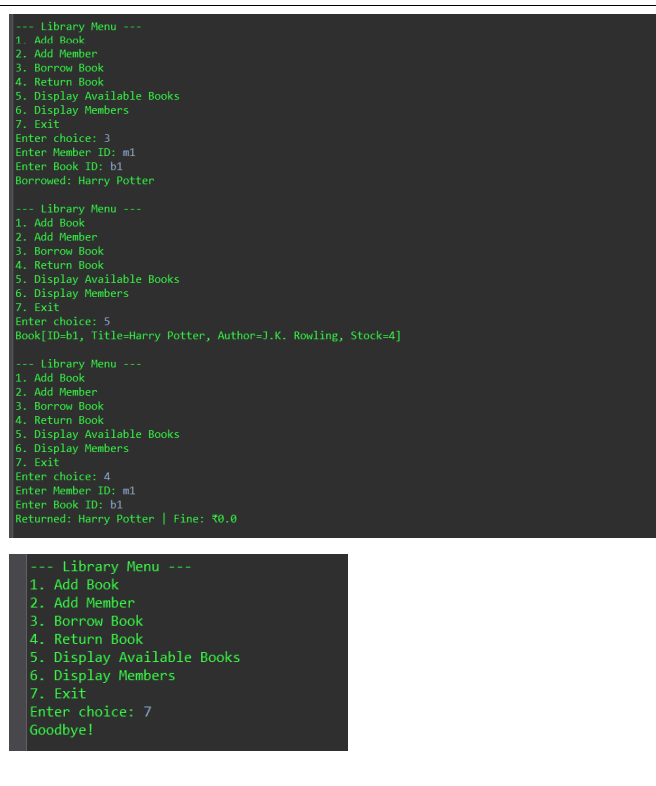 --- Library Menu ---
1. Add Book
2. Add Member
3. Borrow Book
4. Return Book
5. Display Available Books
6. Display Members
7. Exit
Enter choice: 3
Enter Member ID: m1
Enter Book ID: b1
Borrowed: Harry Potter
--- Library Menu ---
1. Add Book
2. Add Member
3. Borrow Book
4. Return Book
5. Display Available Books
6. Display Members
7. Exit
Enter choice: 5
Book[ID=b1, Title=Harry Potter, Author=J.K. Rowling, Stock=4]
--- Library Menu ---
1. Add Book
2. Add Member
3. Borrow Book
4. Return Book
5. Display Available Books
6. Display Members
7. Exit
Enter choice: 4
Enter Member ID: m1
Enter Book ID: b1
Returned: Harry Potter | Fine: ₹0.0
--- Library Menu ---
1. Add Book
2. Add Member
3. Borrow Book
4. Return Book
5. Display Available Books
6. Display Members
7. Exit
Enter choice: 7
Goodbye!